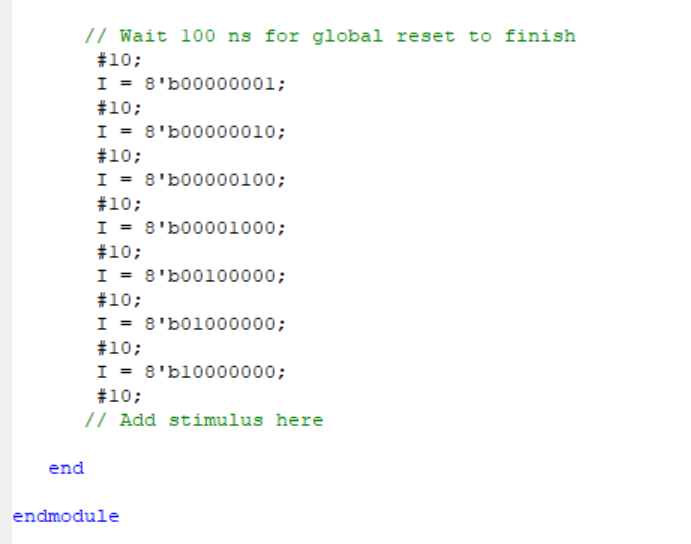 // Wait 100 ns for global reset to finish
#10;
I = 8'b00000001;
#10;
I = 8'b00000010;
#10;
I = 8'b00000100;
#10;
I = 8'b00001000;
#10;
I = 8'b00100000;
#10;
I = 8'b01000000;
#10;
I = 8'b10000000;
#10;
// Add stimulus here
end
endmodule